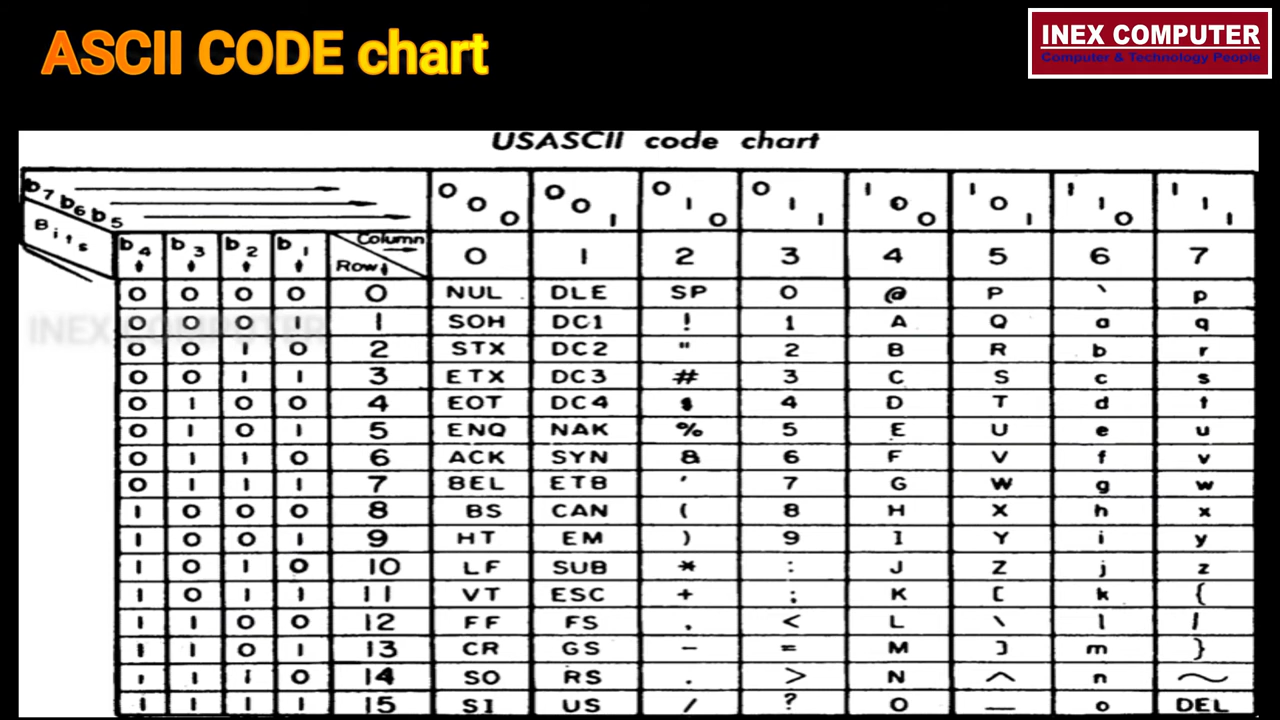 ASCII CODE chart
INEX COMPUTER
Computer & Technology People
USASCII code chart
b7 b6 b5 0 0 0 0 0 1 0 1 0 0 1 1 1 0 0 1 0 1 1 1 0 1 1 1
Bits b4 b3 b2 b1 Column Row 0 1 2 3 4 5 6 7
0 0 0 0 0 NUL DLE SP 0 @ P ` p
0 0 0 1 1 SOH DC1 ! 1 A Q a q
INEX COMPUTER
0 0 1 0 2 STX DC2 " 2 B R b r
0 0 1 1 3 ETX DC3 # 3 C S c s
0 1 0 0 4 EOT DC4 $ 4 D T d t
0 1 0 1 5 ENQ NAK % 5 E U e u
0 1 1 0 6 ACK SYN & 6 F V f v
0 1 1 1 7 BEL ETB ' 7 G W g w
1 0 0 0 8 BS CAN ( 8 H X h x
1 0 0 1 9 HT EM ) 9 I Y i y
1 0 1 0 10 LF SUB * : J Z j z
1 0 1 1 11 VT ESC + ; K [ k {
1 1 0 0 12 FF FS , < L \ l |
1 1 0 1 13 CR GS - = M ] m }
1 1 1 0 14 SO RS . > N ^ n ~
1 1 1 1 15 SI US / ? O _ o DEL